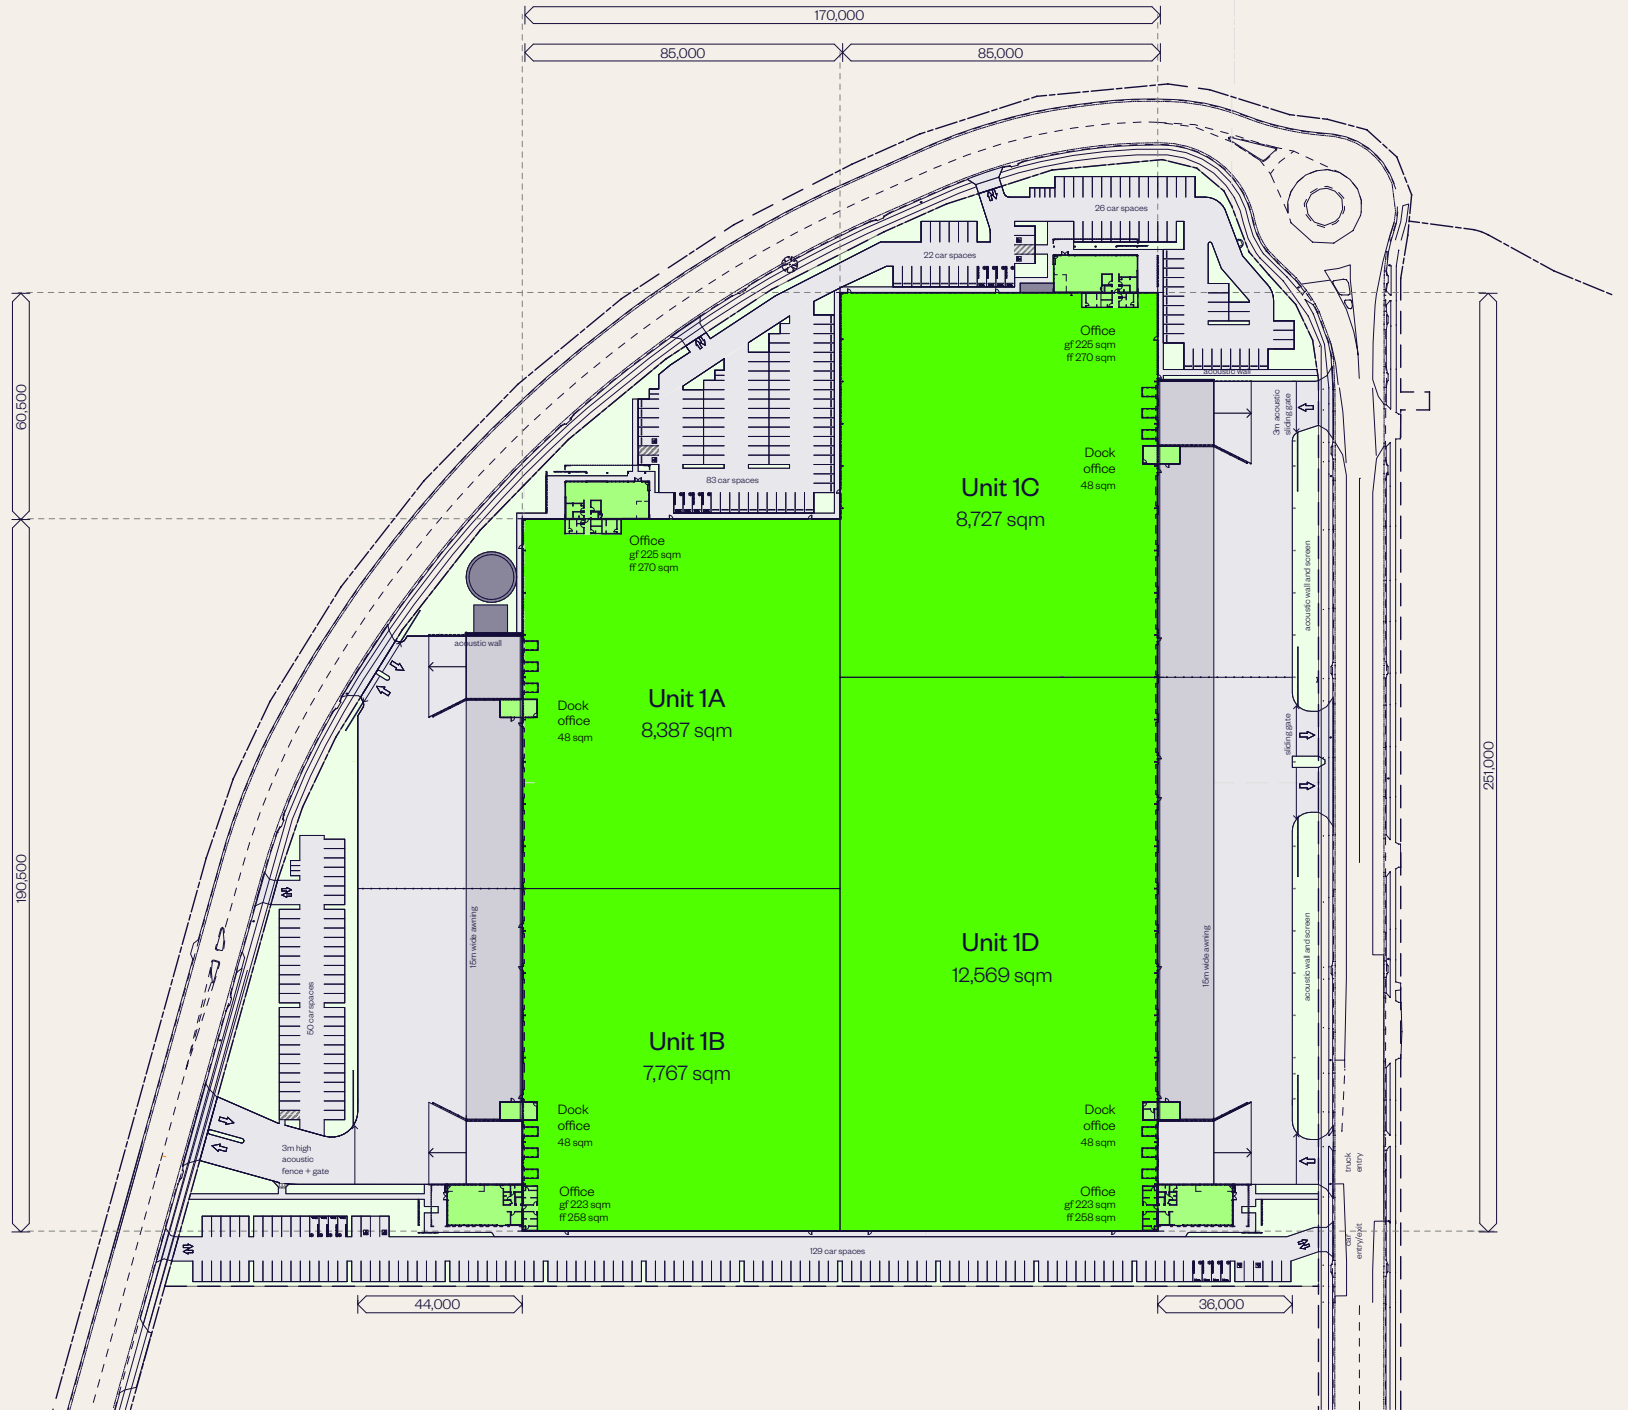 170,000
85,000
85,000
26 car spaces
22 car spaces
Office
gf 225 sqm
ff 270 sqm
acoustic wall
60,500
3m acoustic
sliding gate
Dock
office
48 sqm
83 car spaces
Unit 1C
8,727 sqm
Office
gf 225 sqm
ff 270 sqm
acoustic wall and screen
acoustic wall
Unit 1A
8,387 sqm
Dock
office
48 sqm
sliding gate
251,000
190,500
15m wide awning
Unit 1D
12,569 sqm
15m wide awning
acoustic wall and screen
50 car spaces
Unit 1B
7,767 sqm
Dock
office
48 sqm
Dock
office
48 sqm
3m high
acoustic
fence + gate
truck
entry
Office
gf 223 sqm
ff 258 sqm
Office
gf 223 sqm
ff 258 sqm
car
entry/exit
129 car spaces
44,000
36,000